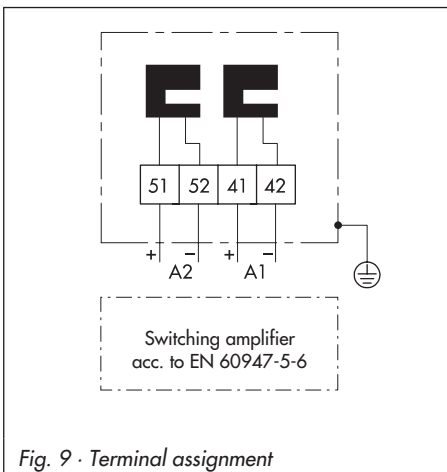 51 52 41 42
+ − + −
A2 A1
Switching amplifier
acc. to EN 60947-5-6
Fig. 9 · Terminal assignment